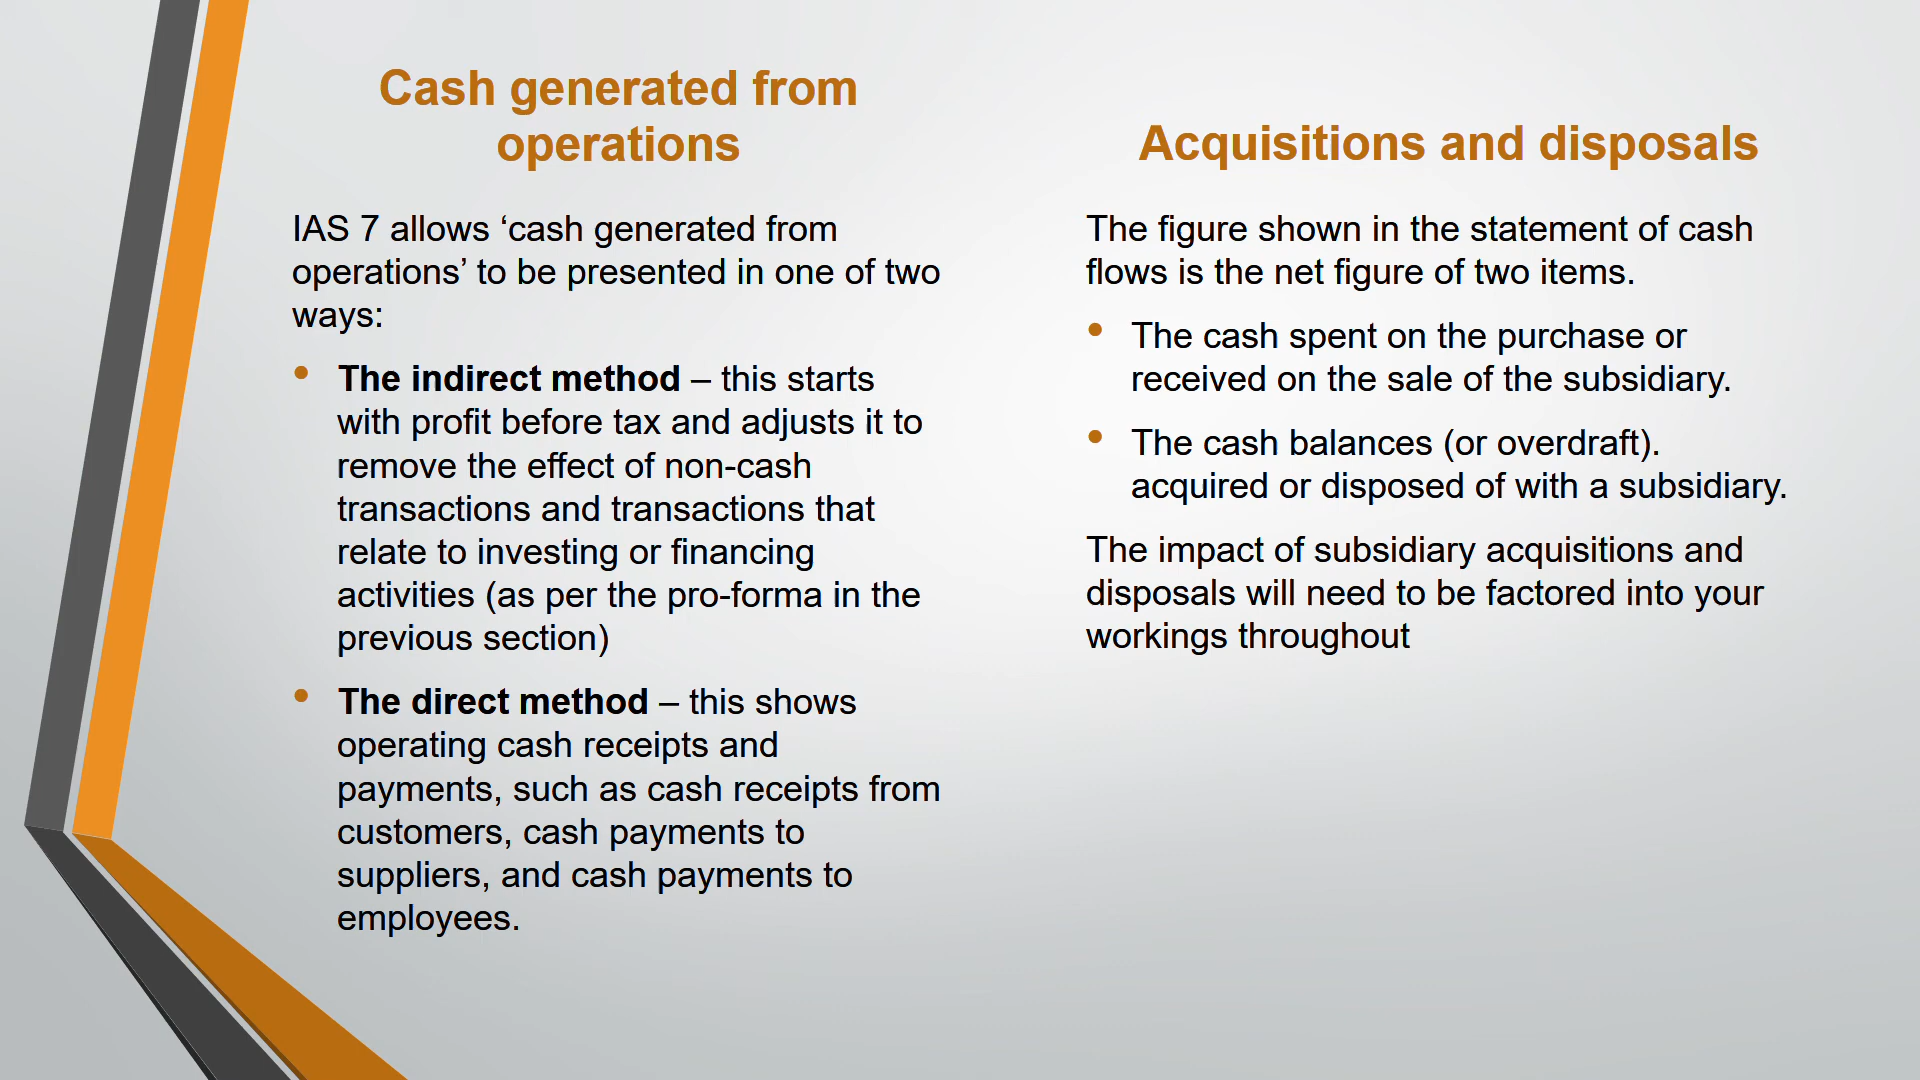 Cash generated from
operations
IAS 7 allows ‘cash generated from
operations’ to be presented in one of two
ways:
• The indirect method – this starts
with profit before tax and adjusts it to
remove the effect of non-cash
transactions and transactions that
relate to investing or financing
activities (as per the pro-forma in the
previous section)
• The direct method – this shows
operating cash receipts and
payments, such as cash receipts from
customers, cash payments to
suppliers, and cash payments to
employees.
Acquisitions and disposals
The figure shown in the statement of cash
flows is the net figure of two items.
• The cash spent on the purchase or
received on the sale of the subsidiary.
• The cash balances (or overdraft).
acquired or disposed of with a subsidiary.
The impact of subsidiary acquisitions and
disposals will need to be factored into your
workings throughout